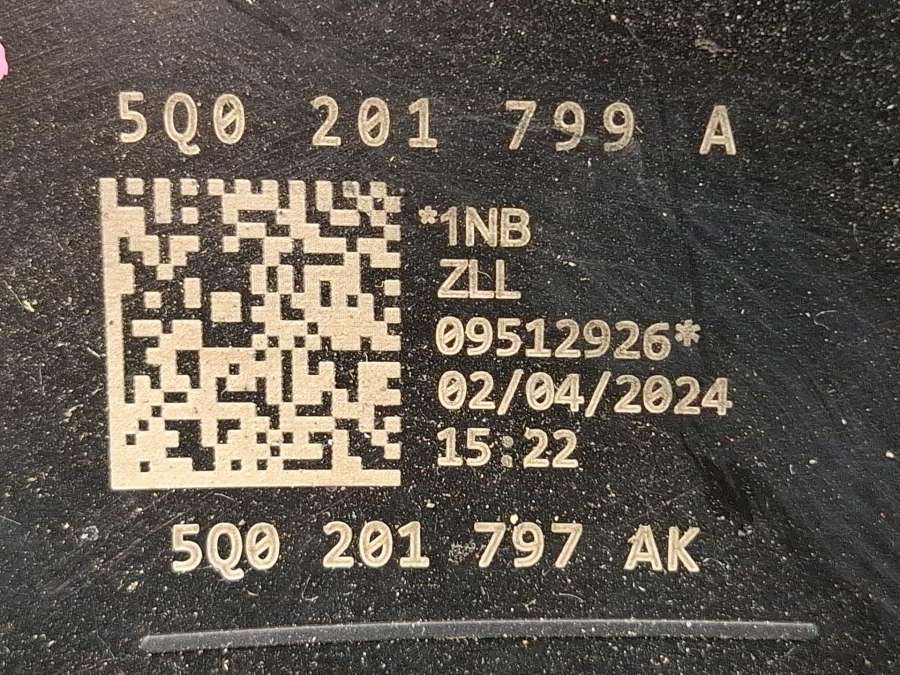 5Q0 201 799 A
*1NB
ZLL
09512926*
02/04/2024
15:22
5Q0 201 797 AK